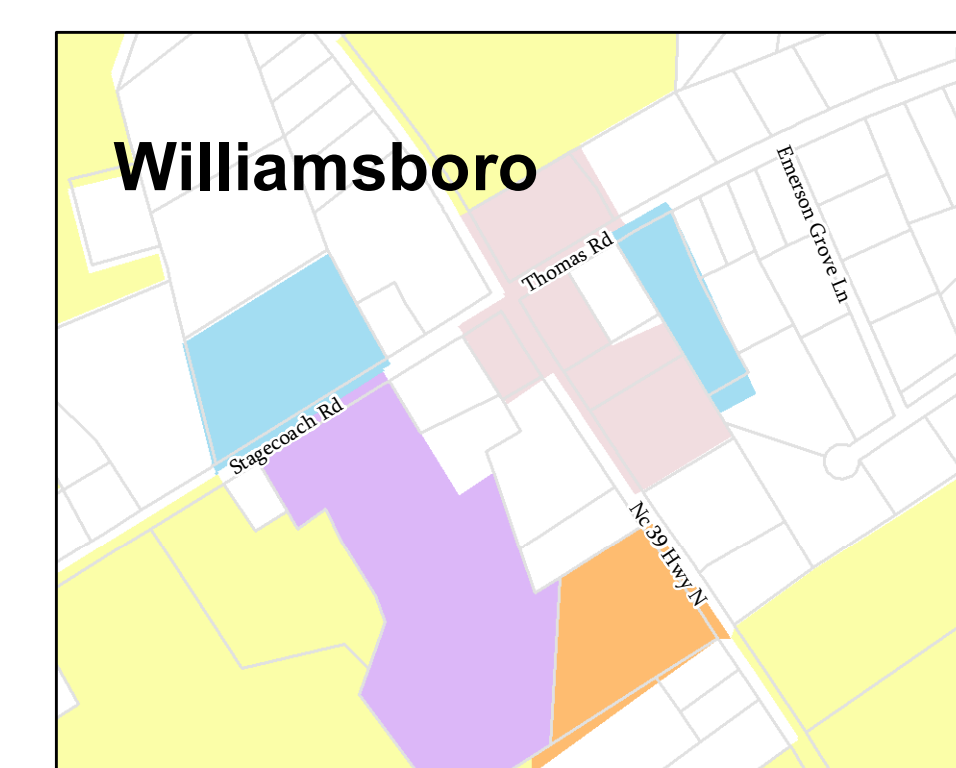 Williamsboro
Emerson Grove Ln
Thomas Rd
Stagecoach Rd
Nc 39 Hwy N